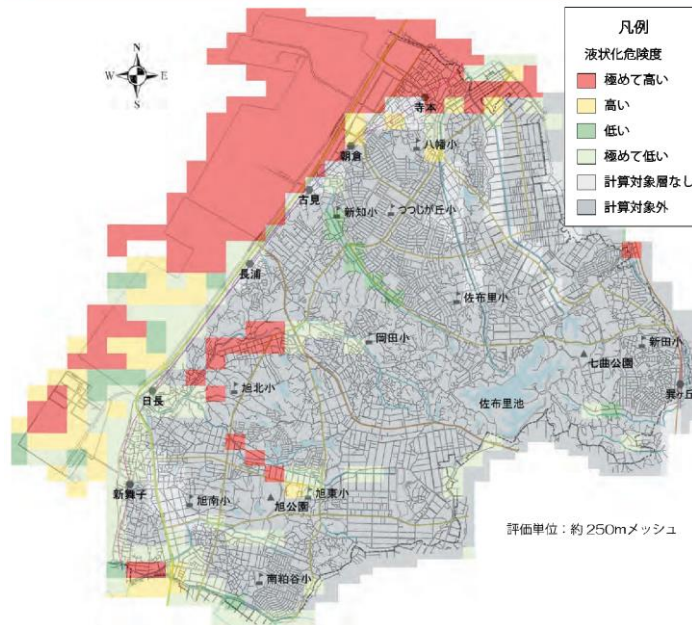 凡例
液状化危険度
極めて高い
高い
低い
極めて低い
計算対象層なし
計算対象外
N
W E
S
寺本
八幡小
朝倉
古見
新知小
つつじが丘小
長浦
佐布里小
岡田小
新田小
七曲公園
巽ヶ丘
日長
旭北小
佐布里池
新舞子
旭南小
旭公園
旭東小
評価単位：約250mメッシュ
南粕谷小